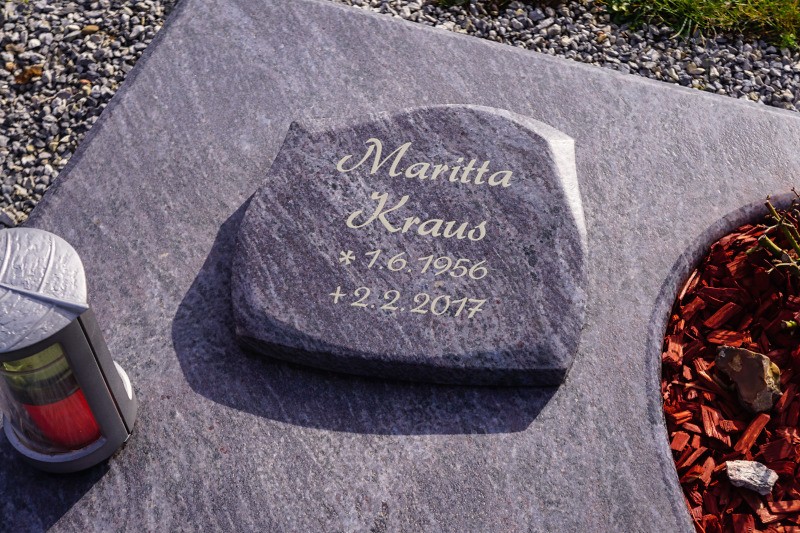 Maritta
Kraus
* 1.6.1956
+ 2.2.2017